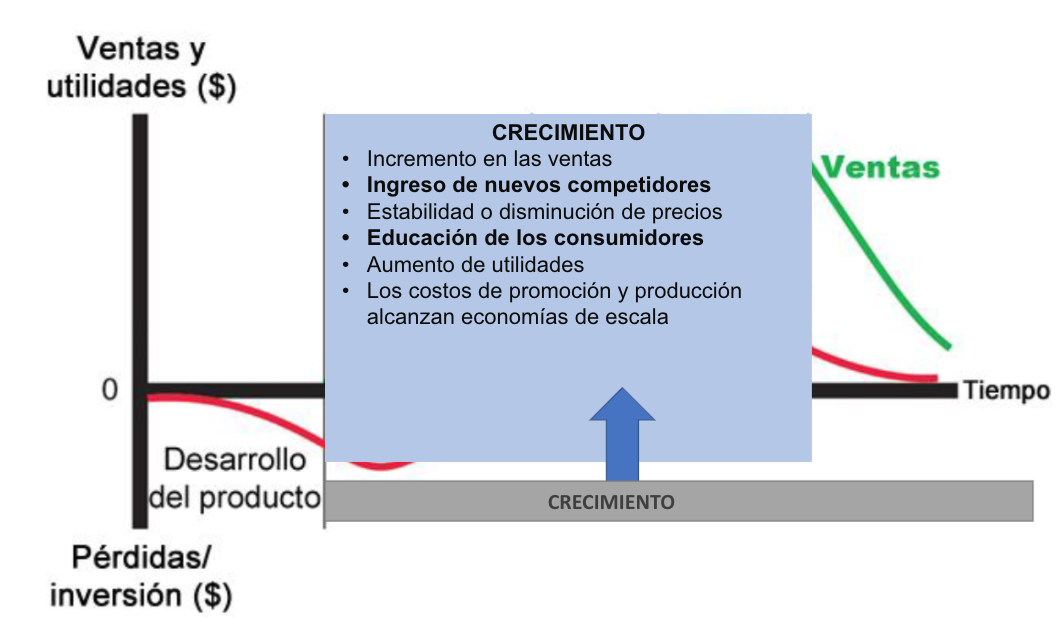 Ventas y
utilidades ($)
CRECIMIENTO
• Incremento en las ventas
• Ingreso de nuevos competidores
• Estabilidad o disminución de precios
• Educación de los consumidores
• Aumento de utilidades
• Los costos de promoción y producción
alcanzan economías de escala
Ventas
0
Tiempo
Desarrollo
del producto
CRECIMIENTO
Pérdidas/
inversión ($)